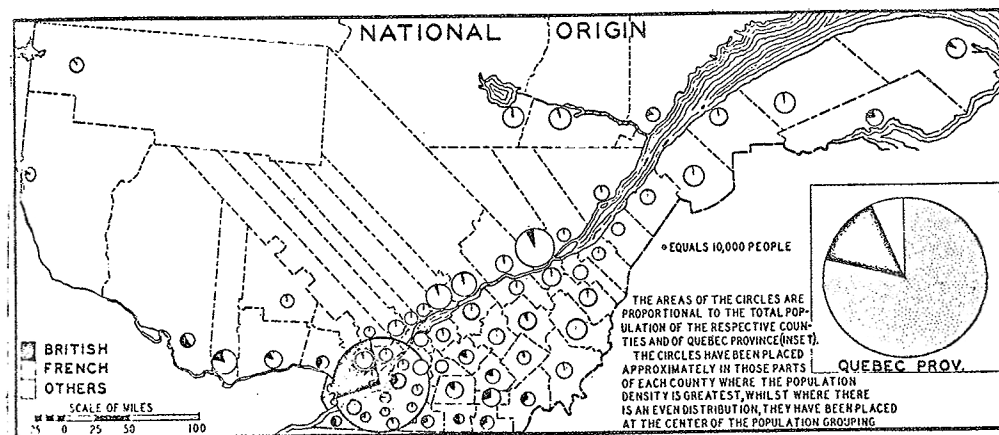 NATIONAL ORIGIN
° EQUALS 10,000 PEOPLE
THE AREAS OF THE CIRCLES ARE
PROPORTIONAL TO THE TOTAL POP-
ULATION OF THE RESPECTIVE COUN-
TIES AND OF QUEBEC PROVINCE (INSET).
THE CIRCLES HAVE BEEN PLACED
APPROXIMATELY IN THOSE PARTS
OF EACH COUNTY WHERE THE POPULATION
DENSITY IS GREATEST, WHILST WHERE THERE
IS AN EVEN DISTRIBUTION, THEY HAVE BEEN PLACED
AT THE CENTER OF THE POPULATION GROUPING
QUEBEC PROV.
BRITISH
FRENCH
OTHERS
SCALE OF MILES
25 0 25 50 100